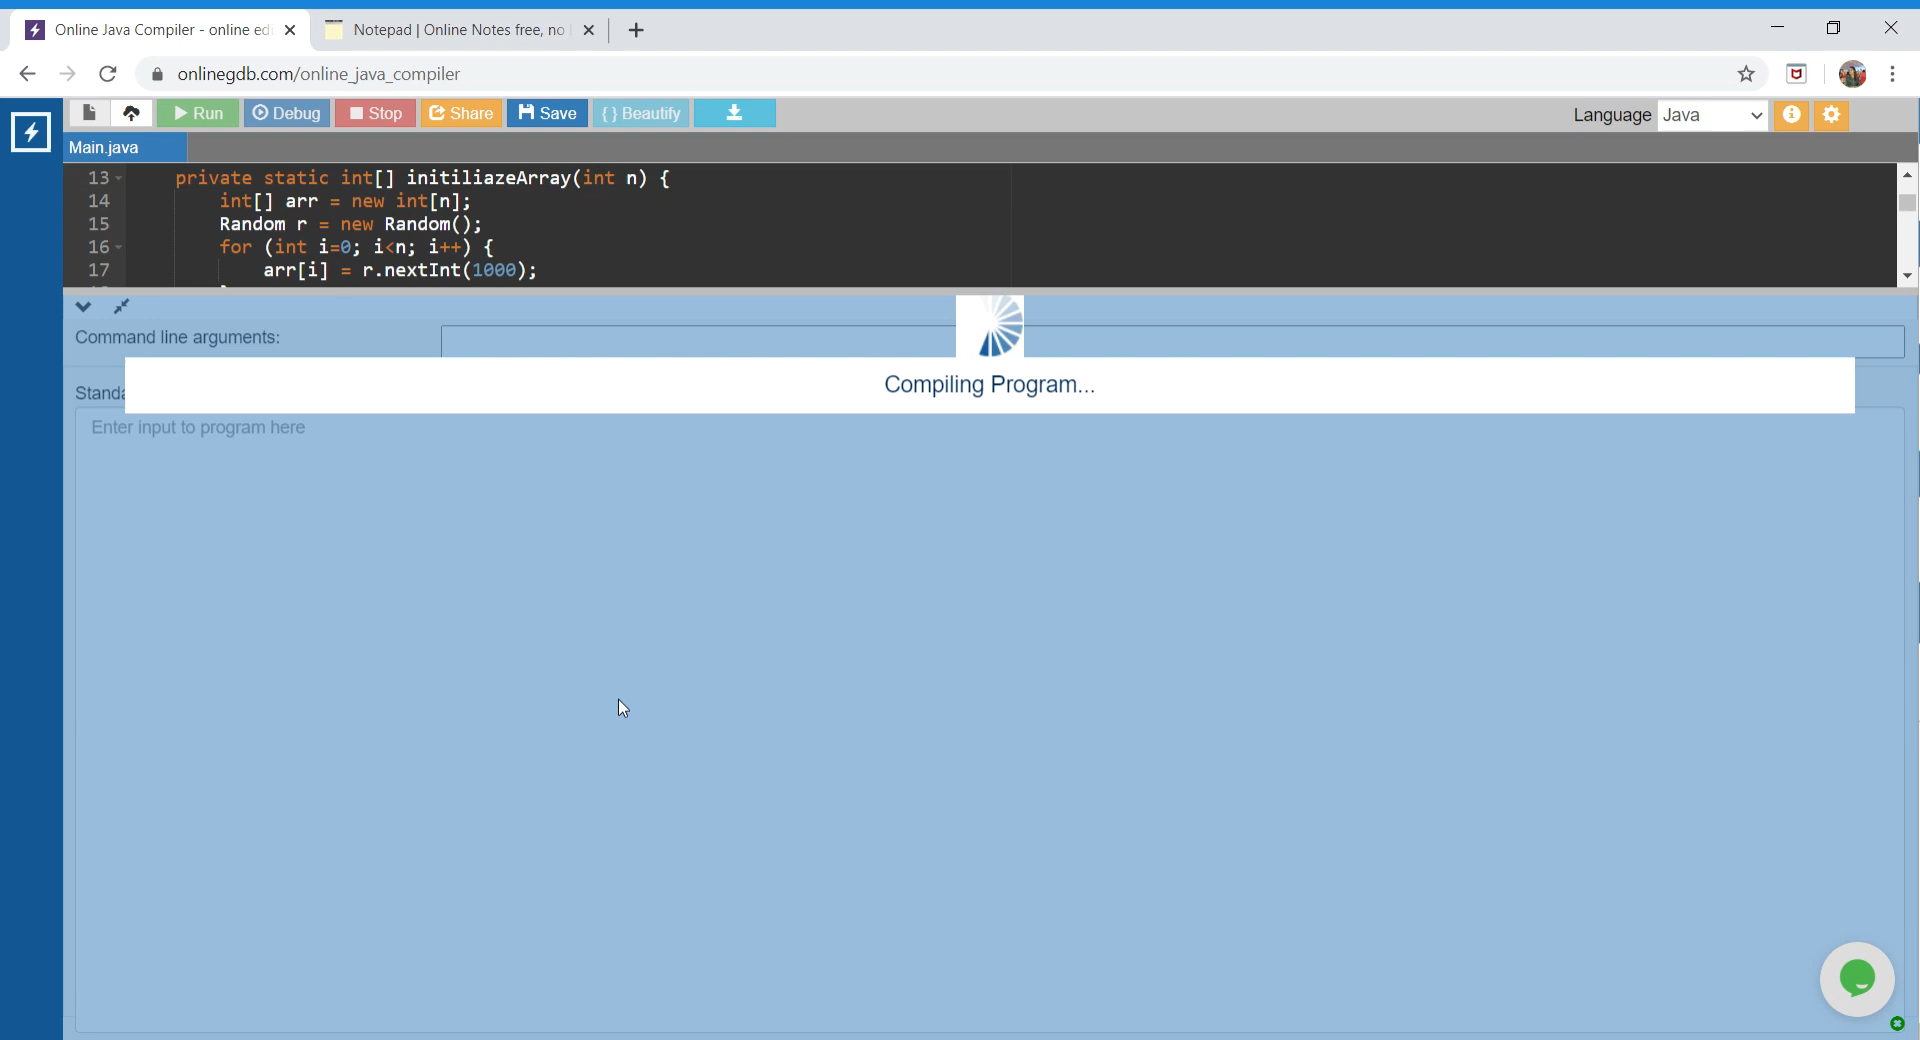 Online Java Compiler - online edi
Notepad | Online Notes free, no
onlinegdb.com/online_java_compiler
Run
Debug
Stop
Share
Save
{ } Beautify
Language
Java
Main.java
13 private static int[] initiliazeArray(int n) {
14 int[] arr = new int[n];
15 Random r = new Random();
16 for (int i=0; i<n; i++) {
17 arr[i] = r.nextInt(1000);
Command line arguments:
Compiling Program...
Standa
Enter input to program here